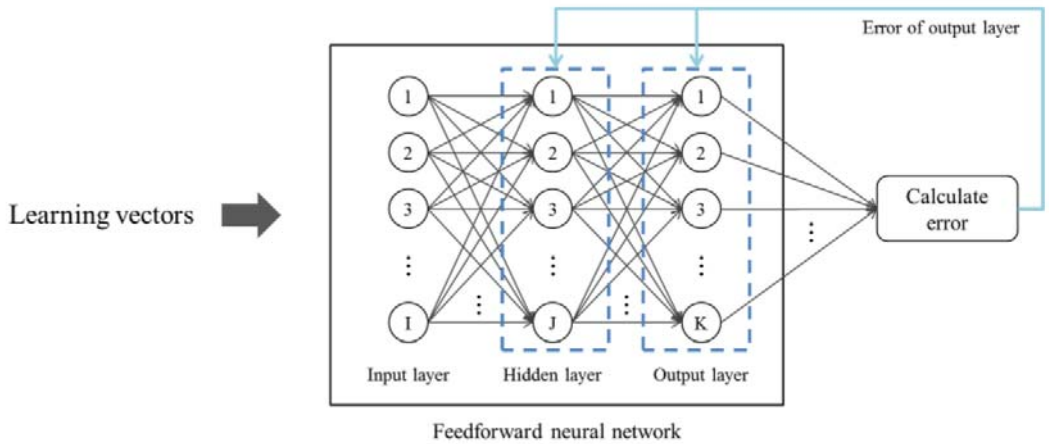 Error of output layer
1 1 1
2 2 2
Learning vectors
3 3 3
Calculate
error
⋮ ⋮ ⋮ ⋮
⋮ ⋮
I J K
Input layer Hidden layer Output layer
Feedforward neural network